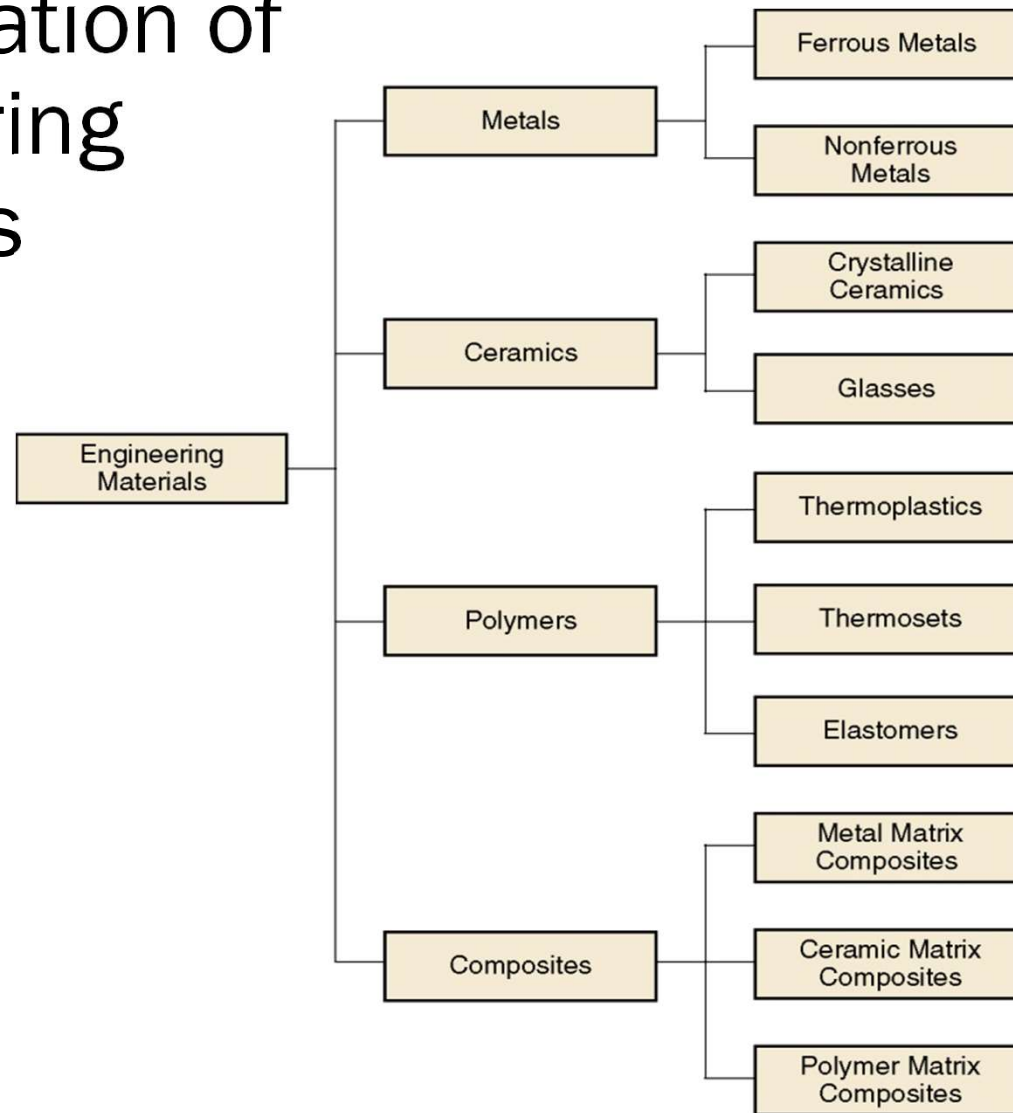 ation of
ring
s
Engineering
Materials
Metals
Ferrous Metals
Nonferrous
Metals
Ceramics
Crystalline
Ceramics
Glasses
Polymers
Thermoplastics
Thermosets
Elastomers
Composites
Metal Matrix
Composites
Ceramic Matrix
Composites
Polymer Matrix
Composites